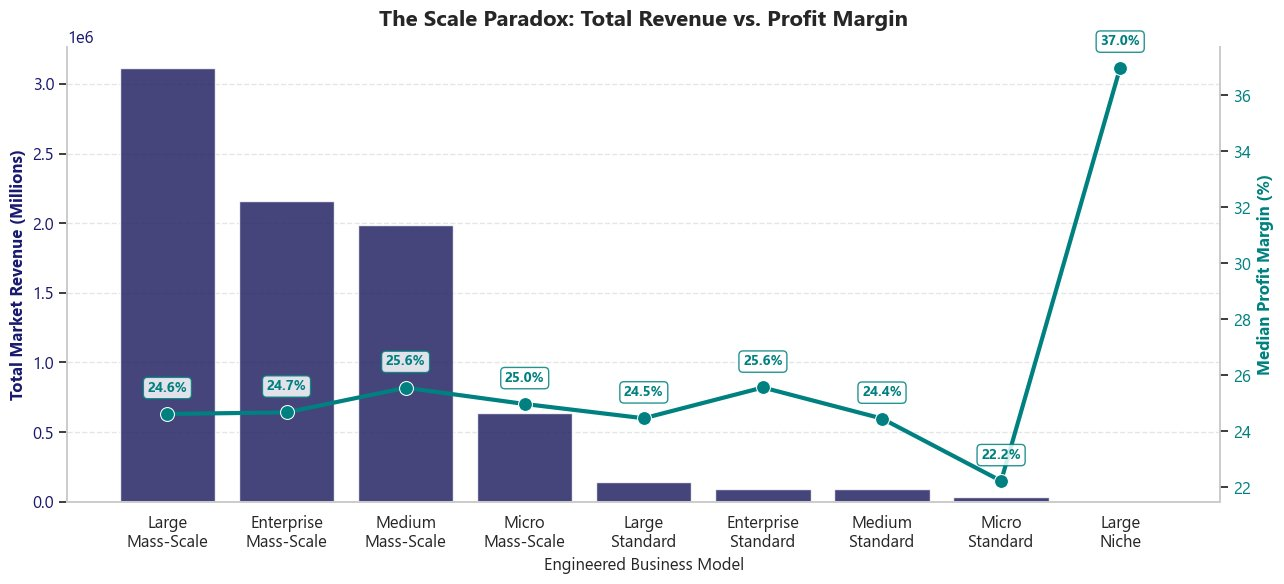 The Scale Paradox: Total Revenue vs. Profit Margin
1e6
Total Market Revenue (Millions)
3.0
2.5
2.0
1.5
1.0
0.5
0.0
24.6%
24.7%
25.6%
25.0%
24.5%
25.6%
24.4%
22.2%
37.0%
36
34
32
30
28
26
24
22
Median Profit Margin (%)
Large
Mass-Scale
Enterprise
Mass-Scale
Medium
Mass-Scale
Micro
Mass-Scale
Large
Standard
Enterprise
Standard
Medium
Standard
Micro
Standard
Large
Niche
Engineered Business Model